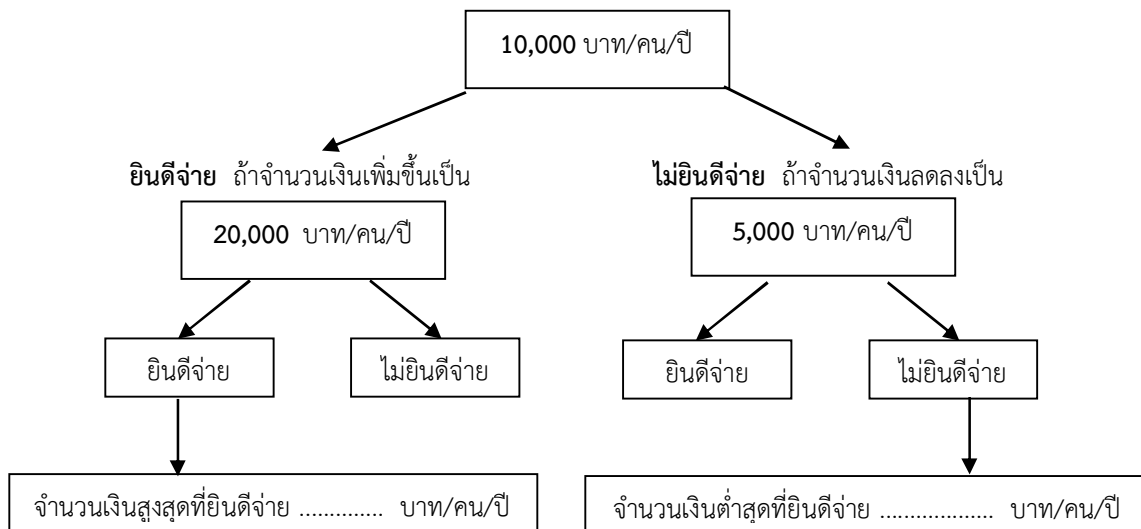 10,000 บาท/คน/ปี
ยินดีจ่าย ถ้าจำนวนเงินเพิ่มขึ้นเป็น
ไม่ยินดีจ่าย ถ้าจำนวนเงินลดลงเป็น
20,000 บาท/คน/ปี
5,000 บาท/คน/ปี
ยินดีจ่าย
ไม่ยินดีจ่าย
ยินดีจ่าย
ไม่ยินดีจ่าย
จำนวนเงินสูงสุดที่ยินดีจ่าย .............. บาท/คน/ปี
จำนวนเงินต่ำสุดที่ยินดีจ่าย ................... บาท/คน/ปี